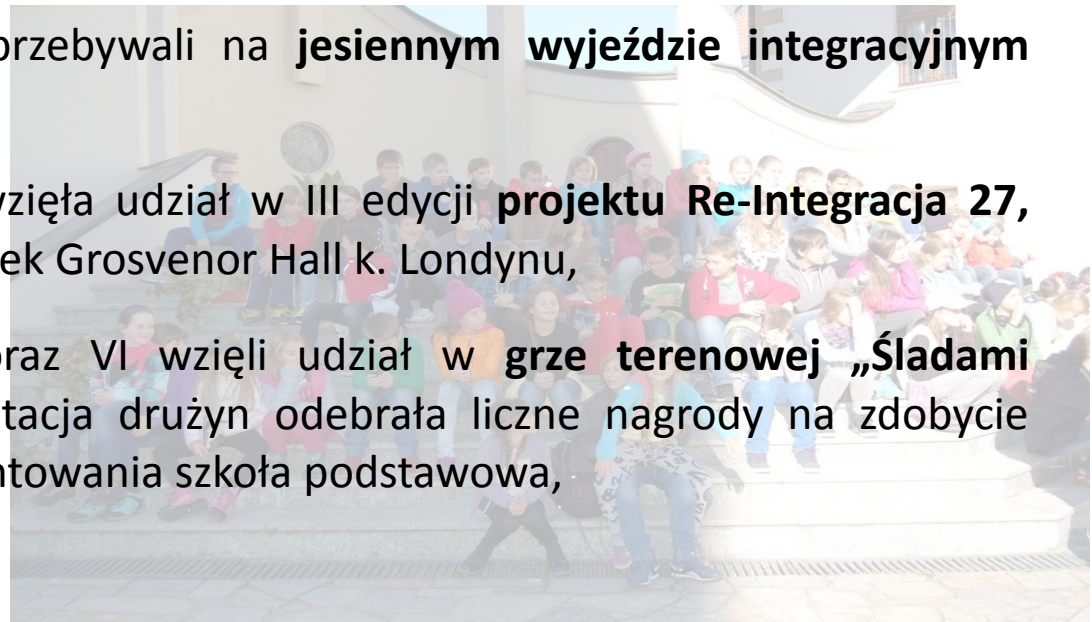 przebywali na jesiennym wyjeździe integracyjnym
wzięła udział w III edycji projektu Re-Integracja 27,
ek Grosvenor Hall k. Londynu,
oraz VI wzięli udział w grze terenowej „Śladami
tacja drużyn odebrała liczne nagrody na zdobycie
ntowania szkoła podstawowa,